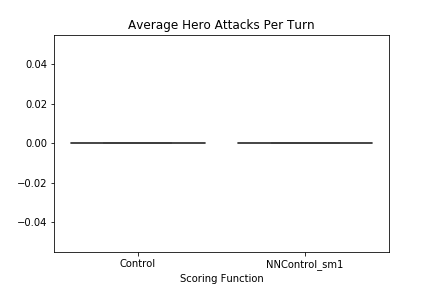 Average Hero Attacks Per Turn
0.04
0.02
0.00
−0.02
−0.04
Control NNControl_sm1
Scoring Function